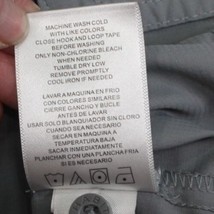 MACHINE WASH COLD
WITH LINE COLORS
CLOSE HOOK AND LOOP TAPE
BEFORE WASHING
ONLY NON-CHLORINE BLEACH
WHEN NEEDED
TUMBLE DRY LOW
REMOVE PROMPTLY
COOL IRON IF NEEDED
LAVAR A MAQUINA EN FRIO
CON COLORES SIMILARES
CIERRE GANCHO Y BUCLE
ANTES DE LAVAR
USAR SOLO BLANQUEADOR SIN CLORO
CUANDO SEA NECESARIO
SECAR EN MAQUINA A
TEMPERATURA BAJA
SACAR INMEDIATAMENTE
PLANCHAR CON PLANCHA FRIA
SI ES NECESARIO